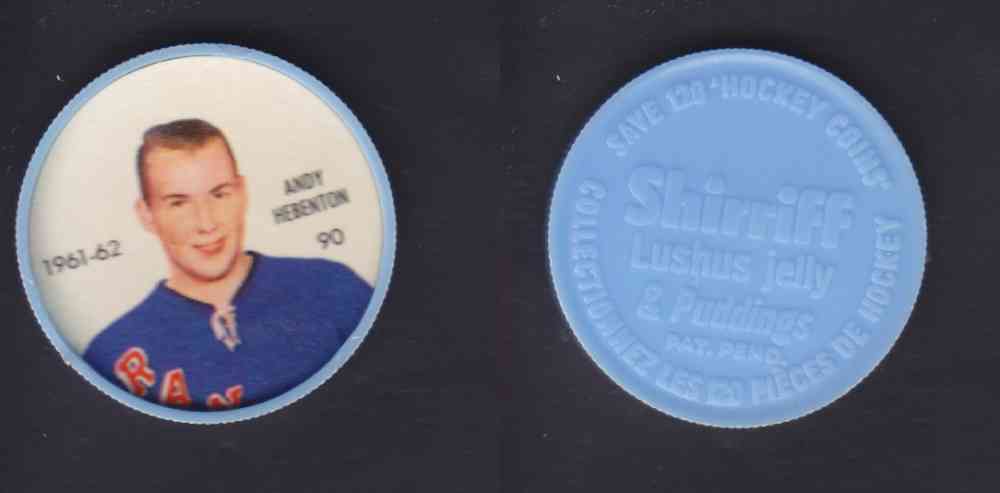 ANDY
HEBENTON
90
1961-62
RAN
SAVE 120 "HOCKEY COINS"
Shirriff
Lushus jelly
& Puddings
PAT. PEND.
COLLECTIONNEZ LES 120 PIÈCES DE HOCKEY